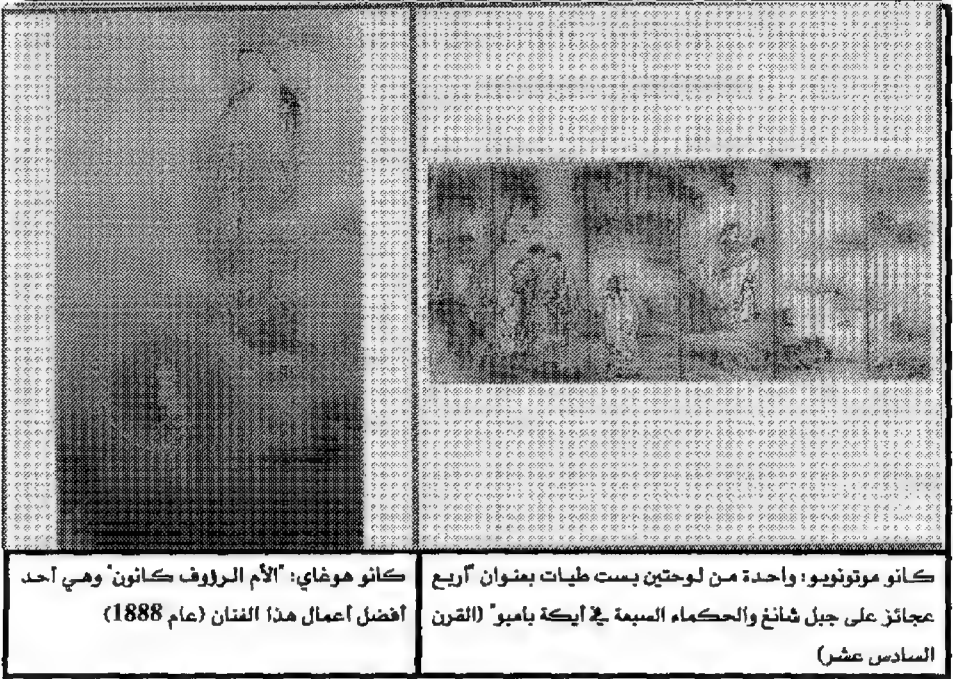 كانو موتونوبو: واحدة من لوحتين بست طيات بعنوان "أربع
عجائز على جبل شانغ والحكماء السبعة في أيكة بامبو" (القرن
السادس عشر)
كانو هوغاي: "الأم الرؤوف كانون" وهي أحد
أفضل أعمال هذا الفنان (عام 1888)